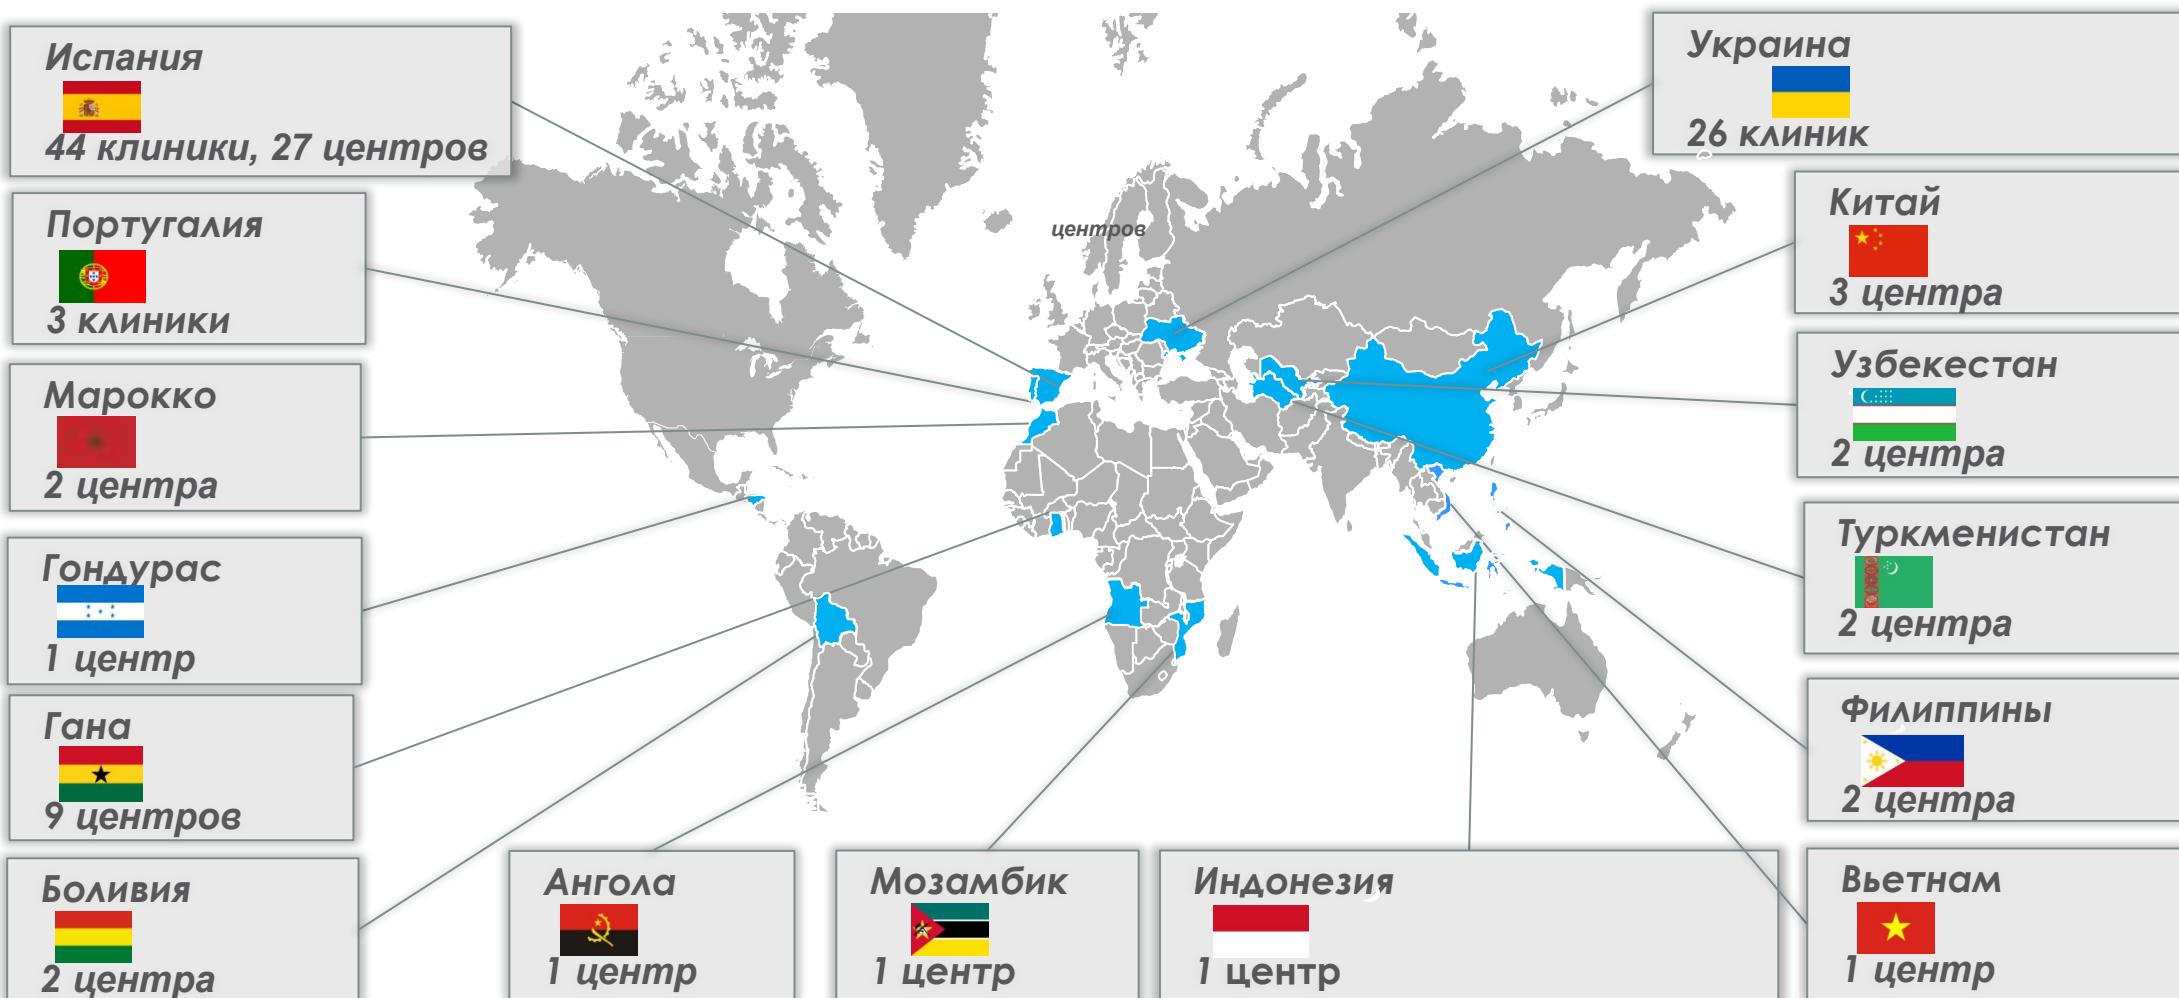 Испания
44 клиники, 27 центров
Португалия
3 клиники
Марокко
2 центра
Гондурас
1 центр
Гана
9 центров
Боливия
2 центра
центров
Ангола
1 центр
Мозамбик
1 центр
Индонезия
1 центр
Украина
26 клиник
Китай
3 центра
Узбекестан
2 центра
Туркменистан
2 центра
Филиппины
2 центра
Вьетнам
1 центр